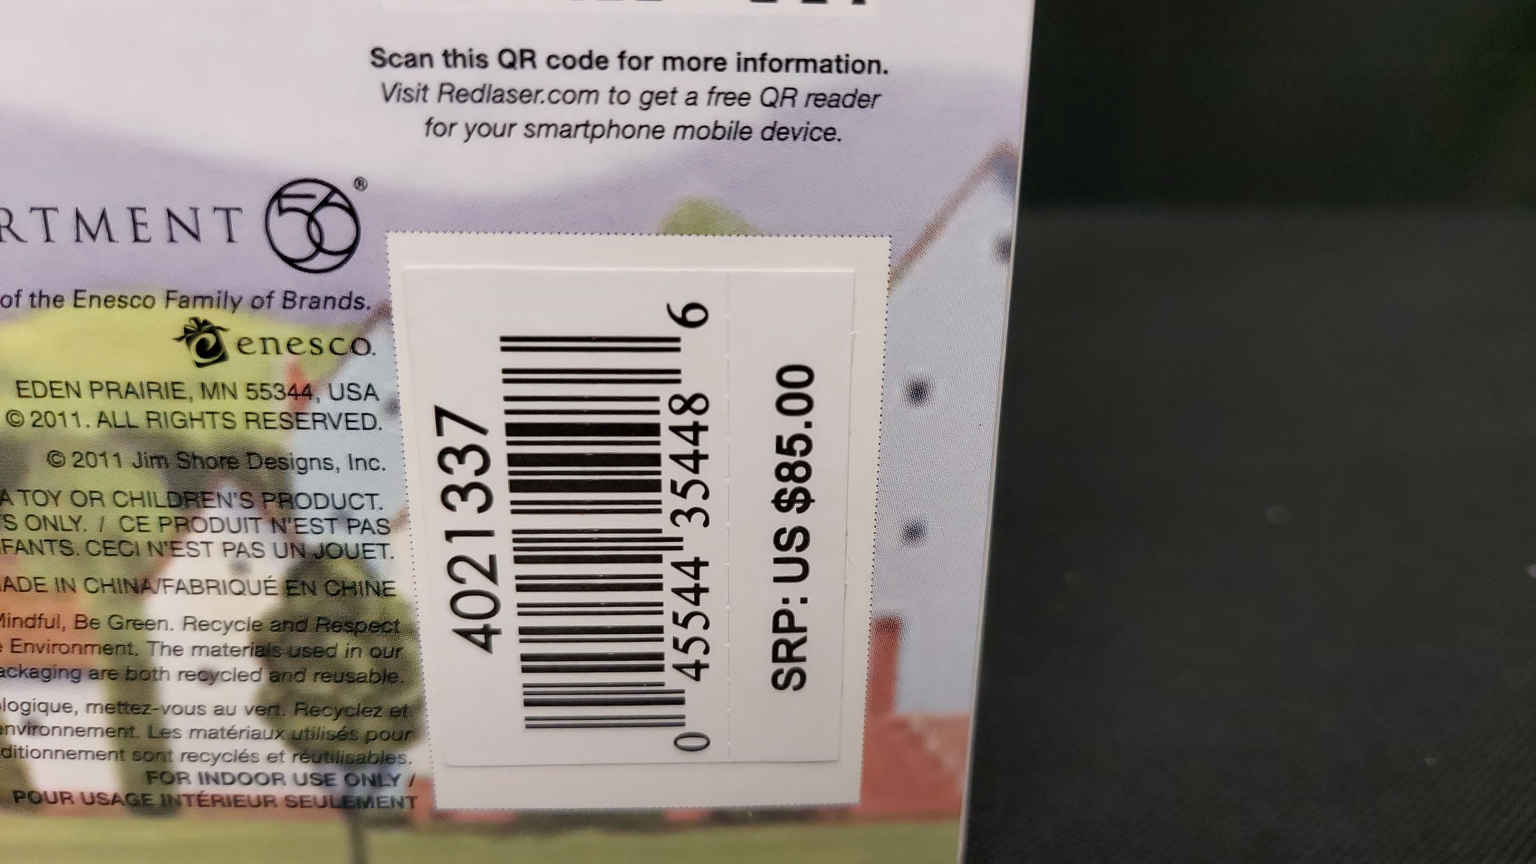 Scan this QR code for more information.
Visit Redlaser.com to get a free QR reader
for your smartphone mobile device.
RTMENT 56®
of the Enesco Family of Brands.
enesco.
EDEN PRAIRIE, MN 55344, USA
© 2011. ALL RIGHTS RESERVED.
© 2011 Jim Shore Designs, Inc.
A TOY OR CHILDREN'S PRODUCT.
'S ONLY. / CE PRODUIT N'EST PAS
FANTS. CECI N'EST PAS UN JOUET.
ADE IN CHINA/FABRIQUÉ EN CHINE
Mindful, Be Green. Recycle and Respect
e Environment. The materials used in our
ackaging are both recycled and reusable.
logique, mettez-vous au vert. Recyclez et
nvironnement. Les matériaux utilisés pour
ditionnement sont recyclés et réutilisables.
FOR INDOOR USE ONLY /
POUR USAGE INTÉRIEUR SEULEMENT
4021337
0 45544 35448 6
SRP: US $85.00